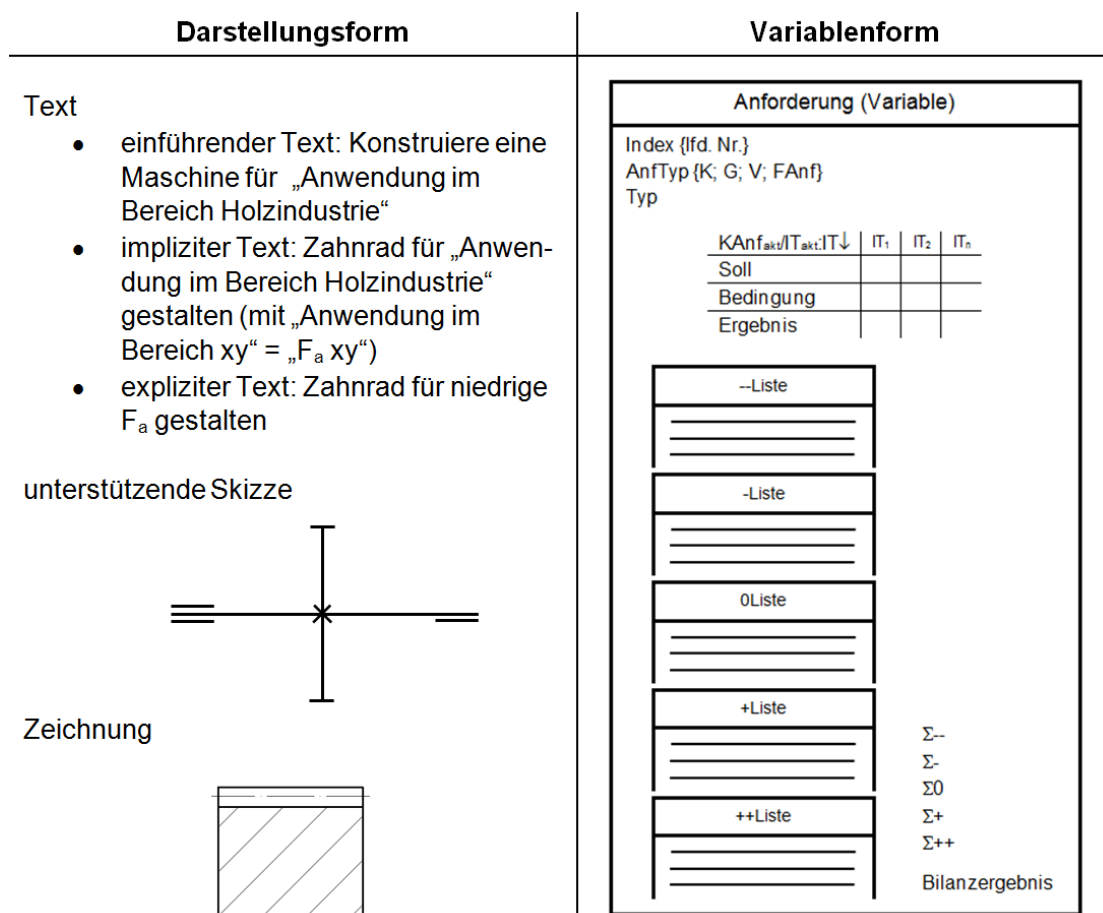 Darstellungsform
Text
• einführender Text: Konstruiere eine
Maschine für „Anwendung im
Bereich Holzindustrie“
• impliziter Text: Zahnrad für „Anwen-
dung im Bereich Holzindustrie“
gestalten (mit „Anwendung im
Bereich xy“ = „Fa xy“)
• expliziter Text: Zahnrad für niedrige
Fa gestalten
unterstützende Skizze
Zeichnung
Variablenform
Anforderung (Variable)
Index {lfd. Nr.}
AnfTyp {K; G; V; FAnf}
Typ
KAnfakt/ITakt:IT↓ IT1 IT2 ITn
Soll
Bedingung
Ergebnis
--Liste
-Liste
0Liste
+Liste
++Liste
Σ--
Σ-
Σ0
Σ+
Σ++
Bilanzergebnis